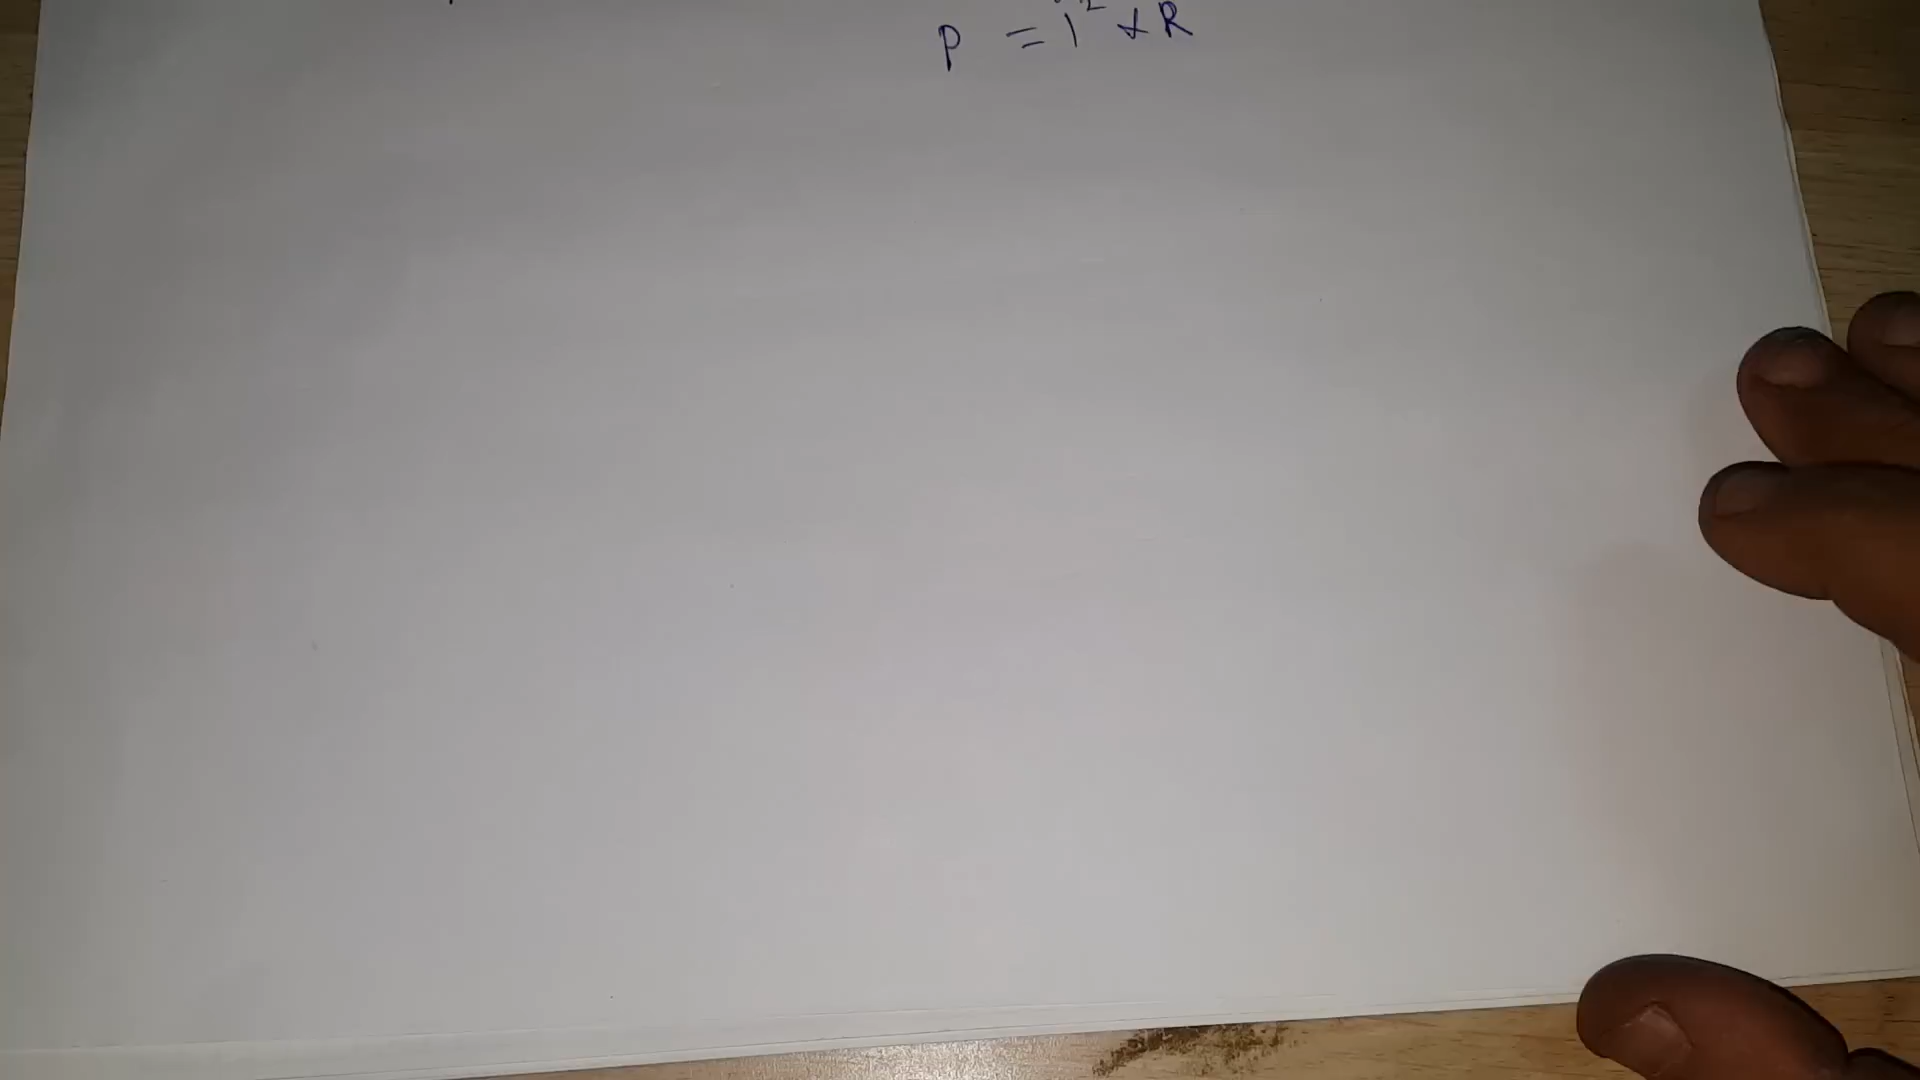 P = I² × R